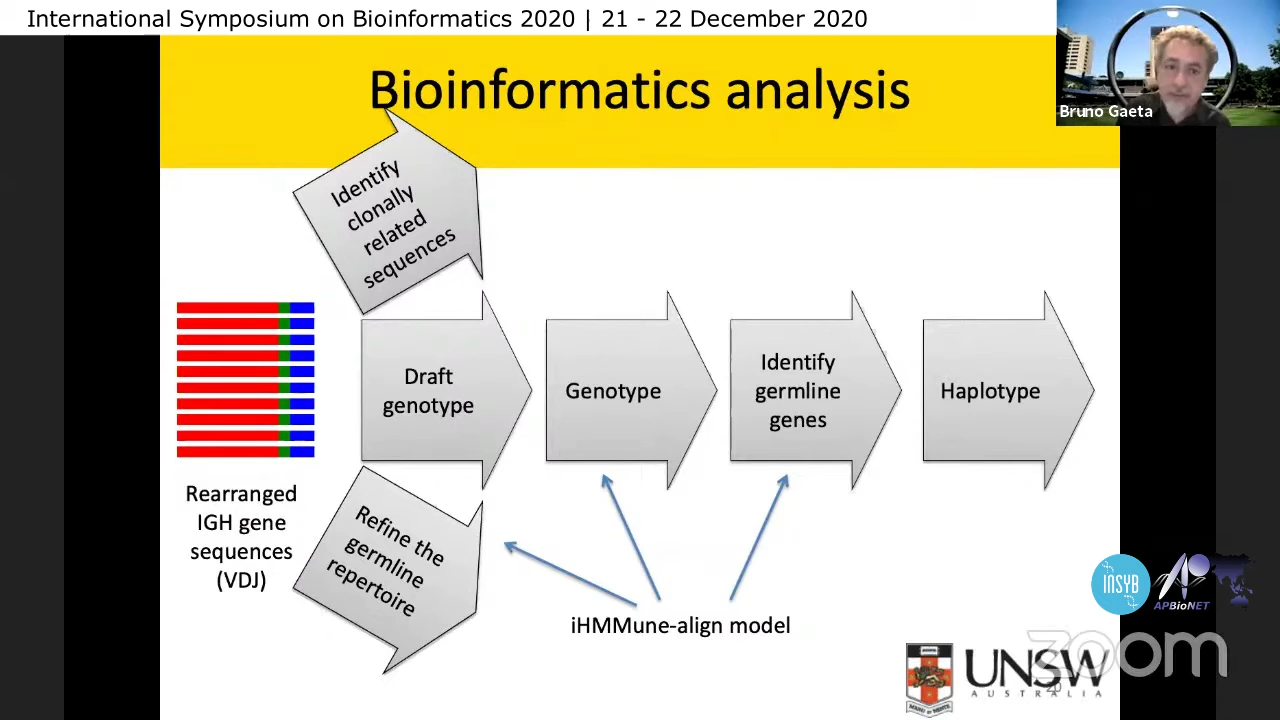 International Symposium on Bioinformatics 2020 | 21 - 22 December 2020
Bruno Gaeta
Bioinformatics analysis
Identify
clonally
related
sequences
Draft
genotype
Genotype
Identify
germline
genes
Haplotype
Rearranged
IGH gene
sequences
(VDJ)
Refine the
germline
repertoire
iHMMune-align model
INSYB
APBioNET
zoom
UNSW
AUSTRALIA
20